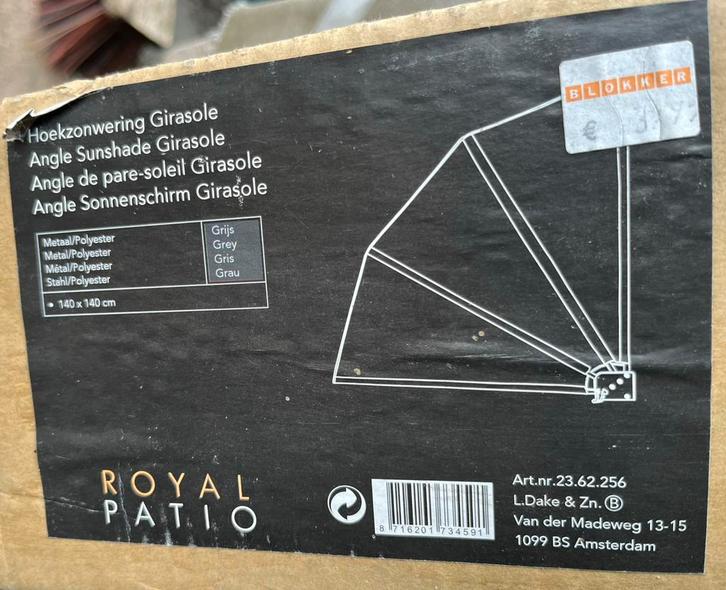 Hoekzonwering Girasole
Angle Sunshade Girasole
Angle de pare-soleil Girasole
Angle Sonnenschirm Girasole
Metaal/Polyester
Metal/Polyester
Métal/Polyester
Stahl/Polyester
Grijs
Grey
Gris
Grau
140 x 140 cm
BLOKKER
€
ROYAL
PATIO
8 716201 734591
Art.nr.23.62.256
L.Dake & Zn. Ⓑ
Van der Madeweg 13-15
1099 BS Amsterdam